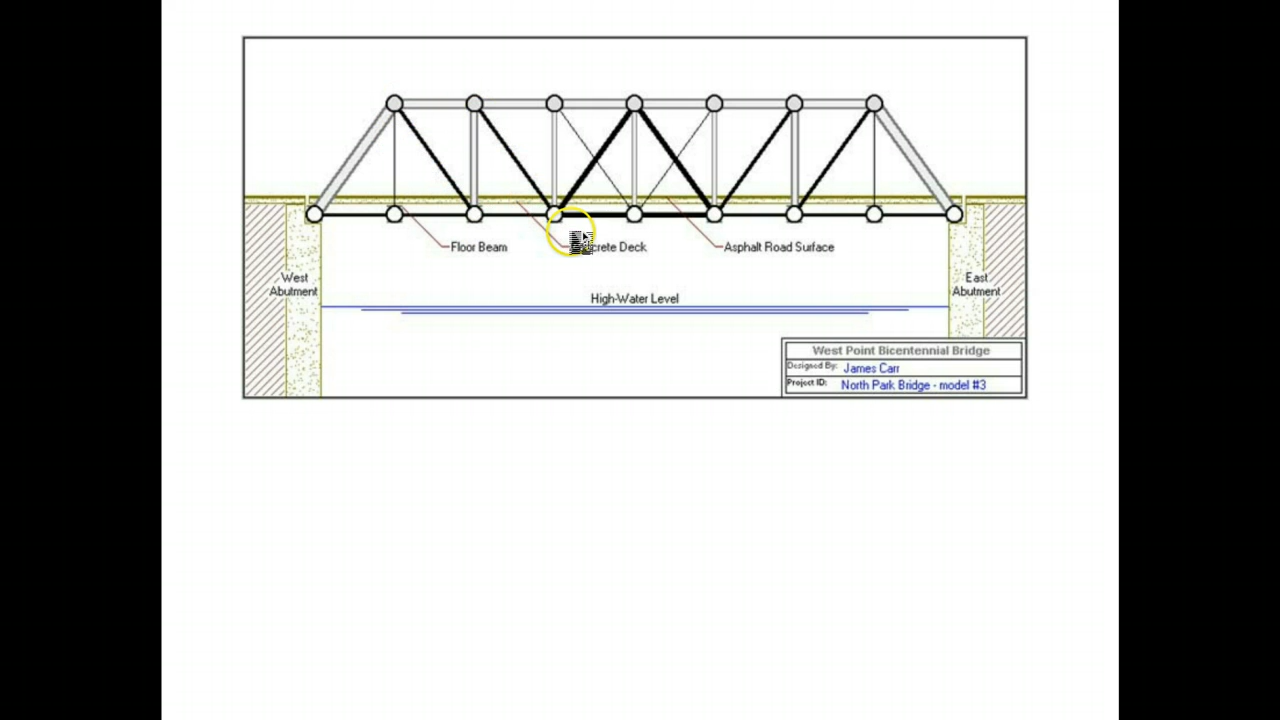 Floor Beam
crete Deck
Asphalt Road Surface
West
Abutment
East
Abutment
High-Water Level
West Point Bicentennial Bridge
Designed By: James Carr
Project ID: North Park Bridge - model #3